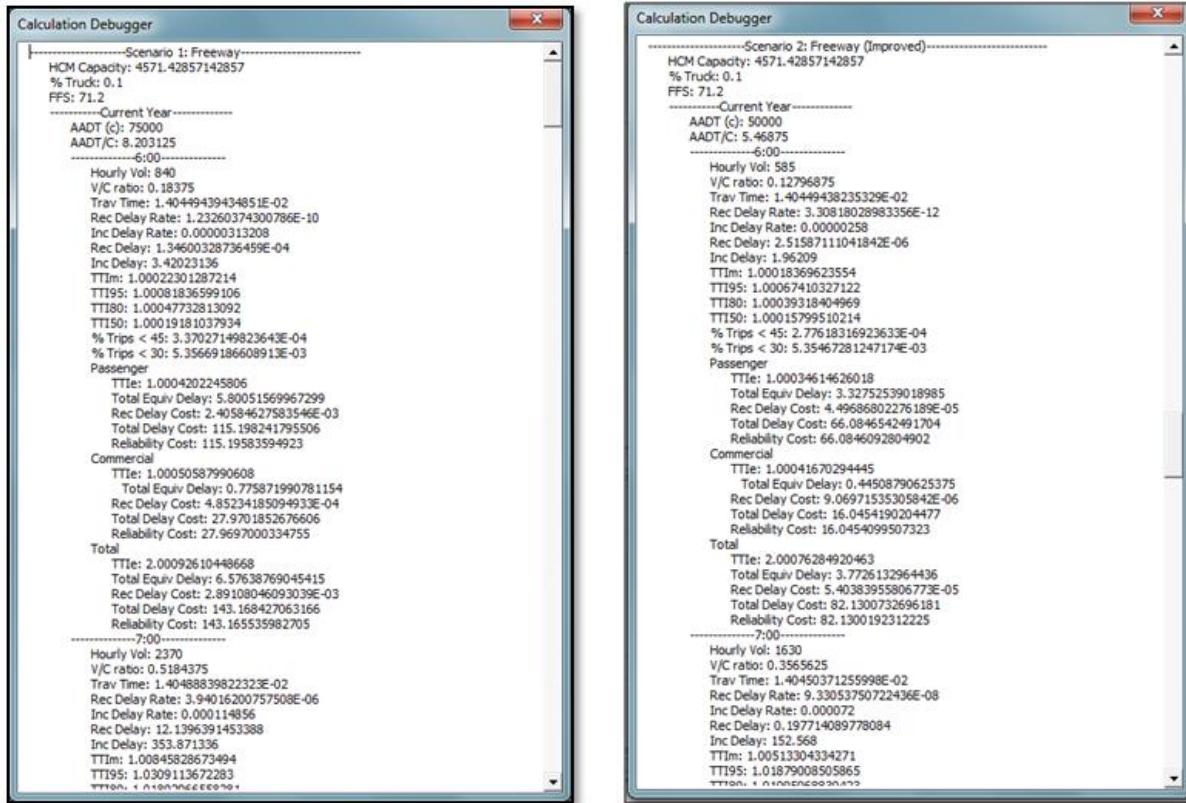 Calculation Debugger
--------------------Scenario 1: Freeway-------------------------
HCM Capacity: 4571.42857142857
% Truck: 0.1
FFS: 71.2
-----------Current Year-------------
AADT (c): 75000
AADT/C: 8.203125
--------------6:00--------------
Hourly Vol: 840
V/C ratio: 0.18375
Trav Time: 1.40449439434851E-02
Rec Delay Rate: 1.23260374300786E-10
Inc Delay Rate: 0.00000313208
Rec Delay: 1.34600328736459E-04
Inc Delay: 3.42023136
TTIm: 1.00022301287214
TTI95: 1.00081836599106
TTI80: 1.00047732813092
TTI50: 1.00019181037934
% Trips < 45: 3.37027149823643E-04
% Trips < 30: 5.35669186608913E-03
Passenger
TTIe: 1.0004202245806
Total Equiv Delay: 5.80051569967299
Rec Delay Cost: 2.40584627583546E-03
Total Delay Cost: 115.198241795506
Reliability Cost: 115.19583594923
Commercial
TTIe: 1.00050587990608
Total Equiv Delay: 0.775871990781154
Rec Delay Cost: 4.85234185094933E-04
Total Delay Cost: 27.9701852676606
Reliability Cost: 27.9697000334755
Total
TTIe: 2.00092610448668
Total Equiv Delay: 6.57638769045415
Rec Delay Cost: 2.89108046093039E-03
Total Delay Cost: 143.168427063166
Reliability Cost: 143.165535982705
--------------7:00--------------
Hourly Vol: 2370
V/C ratio: 0.5184375
Trav Time: 1.40488839822323E-02
Rec Delay Rate: 3.94016200757508E-06
Inc Delay Rate: 0.000114856
Rec Delay: 12.1396391453388
Inc Delay: 353.871336
TTIm: 1.00845828673494
TTI95: 1.0309113672283
Calculation Debugger
--------------------Scenario 2: Freeway (Improved)-------------------------
HCM Capacity: 4571.42857142857
% Truck: 0.1
FFS: 71.2
-----------Current Year-------------
AADT (c): 50000
AADT/C: 5.46875
--------------6:00--------------
Hourly Vol: 585
V/C ratio: 0.12796875
Trav Time: 1.40449438235329E-02
Rec Delay Rate: 3.30818028983356E-12
Inc Delay Rate: 0.00000258
Rec Delay: 2.51587111041842E-06
Inc Delay: 1.96209
TTIm: 1.00018369623554
TTI95: 1.00067410327122
TTI80: 1.00039318404969
TTI50: 1.00015799510214
% Trips < 45: 2.77618316923633E-04
% Trips < 30: 5.35467281247174E-03
Passenger
TTIe: 1.00034614626018
Total Equiv Delay: 3.32752539018985
Rec Delay Cost: 4.49686802276189E-05
Total Delay Cost: 66.0846542491704
Reliability Cost: 66.0846092804902
Commercial
TTIe: 1.00041670294445
Total Equiv Delay: 0.44508790625375
Rec Delay Cost: 9.06971535305842E-06
Total Delay Cost: 16.0454190204477
Reliability Cost: 16.0454099507323
Total
TTIe: 2.00076284920463
Total Equiv Delay: 3.7726132964436
Rec Delay Cost: 5.40383955806773E-05
Total Delay Cost: 82.1300732696181
Reliability Cost: 82.1300192312225
--------------7:00--------------
Hourly Vol: 1630
V/C ratio: 0.3565625
Trav Time: 1.40450371255998E-02
Rec Delay Rate: 9.33053750722436E-08
Inc Delay Rate: 0.000072
Rec Delay: 0.197714089778084
Inc Delay: 152.568
TTIm: 1.00513304334271
TTI95: 1.01879008505865